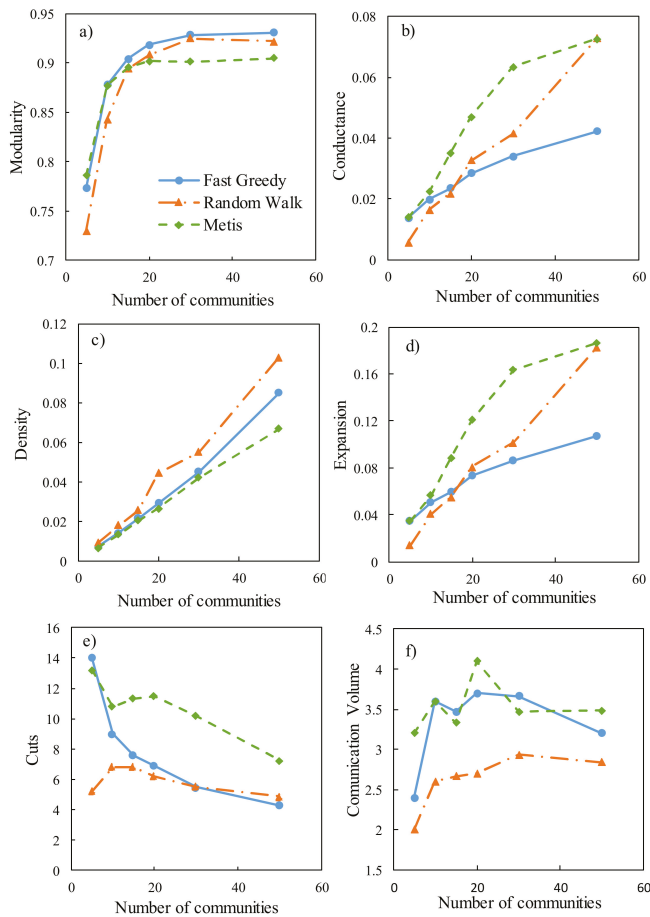 a)
0.95
0.9
0.85
0.8
0.75
0.7
Modularity
Fast Greedy
Random Walk
Metis
0 20 40 60
Number of communities
b)
0.08
0.06
0.04
0.02
0
Conductance
0 20 40 60
Number of communities
c)
0.12
0.1
0.08
0.06
0.04
0.02
0
Density
0 20 40 60
Number of communities
d)
0.2
0.16
0.12
0.08
0.04
0
Expansion
0 20 40 60
Number of communities
e)
16
14
12
10
8
6
4
2
0
Cuts
0 20 40 60
Number of communities
f)
4.5
4
3.5
3
2.5
2
1.5
Comunication Volume
0 20 40 60
Number of communities